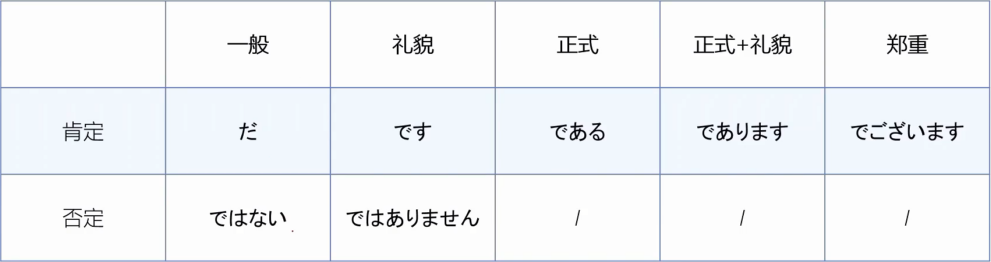 一般 礼貌 正式 正式+礼貌 郑重
肯定 だ です である であります でございます
否定 ではない ではありません / / /